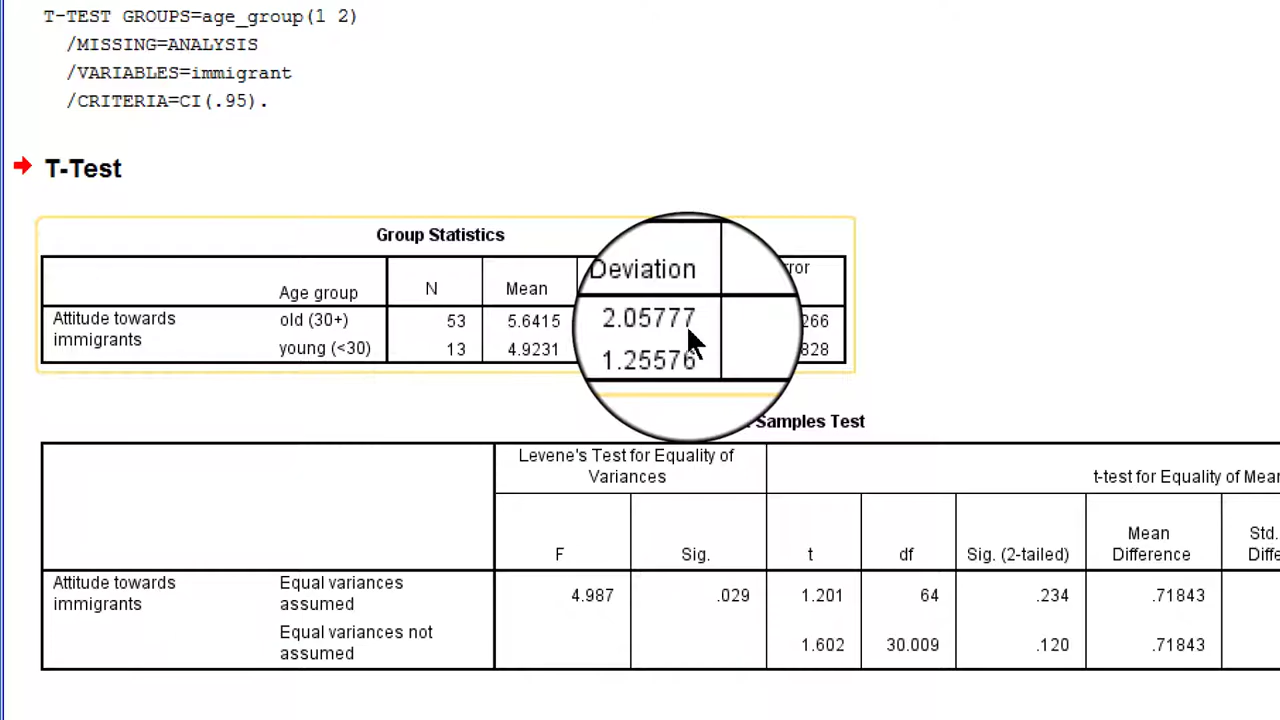 T-TEST GROUPS=age_group(1 2)
/MISSING=ANALYSIS
/VARIABLES=immigrant
/CRITERIA=CI(.95).
T-Test
Group Statistics
Age group N Mean Deviation rror
Attitude towards immigrants old (30+) 53 5.6415 2.05777 266
young (<30) 13 4.9231 1.25576 828
Samples Test
Levene's Test for Equality of Variances t-test for Equality of Mear
F Sig. t df Sig. (2-tailed) Mean Difference Std. Diffe
Attitude towards immigrants Equal variances assumed 4.987 .029 1.201 64 .234 .71843
Equal variances not assumed 1.602 30.009 .120 .71843